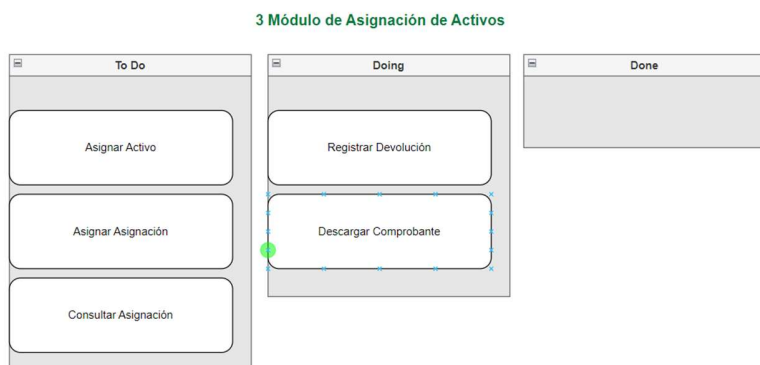 3 Módulo de Asignación de Activos
To Do
Asignar Activo
Asignar Asignación
Consultar Asignación
Doing
Registrar Devolución
Descargar Comprobante
Done